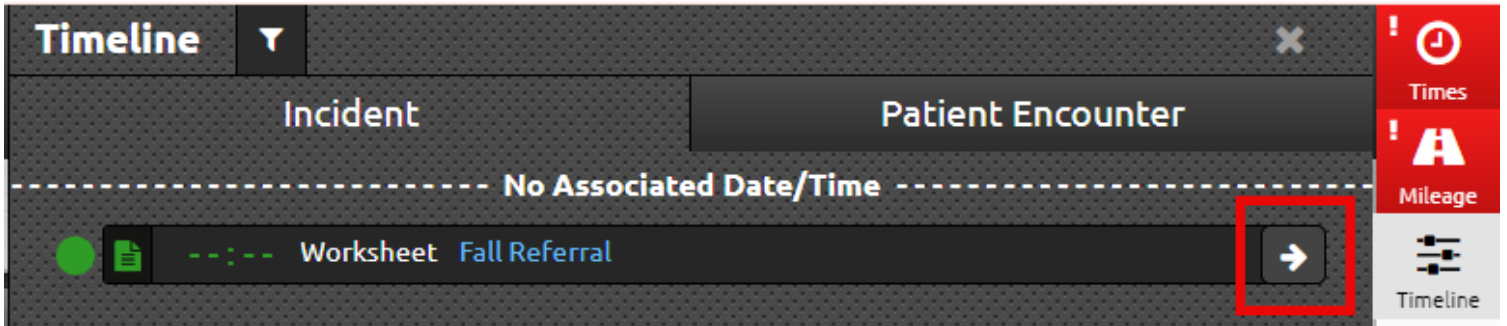 Timeline
Incident
Patient Encounter
No Associated Date/Time
--:-- Worksheet Fall Referral
! Times
! Mileage
Timeline